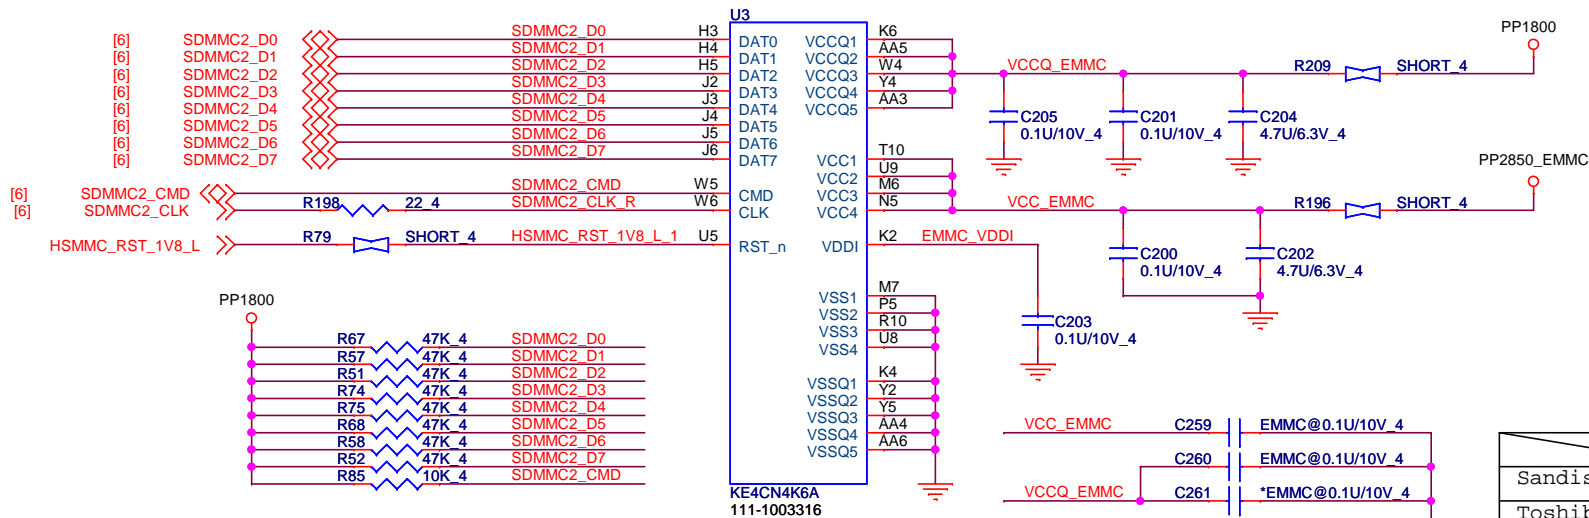 U3
[6] SDMMC2_D0 SDMMC2_D0 H3 DAT0 VCCQ1 K6
[6] SDMMC2_D1 SDMMC2_D1 H4 DAT1 VCCQ2 AA5
[6] SDMMC2_D2 SDMMC2_D2 H5 DAT2 VCCQ3 W4 VCCQ_EMMC R209 SHORT_4 PP1800
[6] SDMMC2_D3 SDMMC2_D3 J2 DAT3 VCCQ4 Y4
[6] SDMMC2_D4 SDMMC2_D4 J3 DAT4 VCCQ5 AA3
[6] SDMMC2_D5 SDMMC2_D5 J4 DAT5 C205 C201 C204
[6] SDMMC2_D6 SDMMC2_D6 J5 DAT6 0.1U/10V_4 0.1U/10V_4 4.7U/6.3V_4
[6] SDMMC2_D7 SDMMC2_D7 J6 DAT7 VCC1 T10
VCC2 U9 PP2850_EMMC
[6] SDMMC2_CMD SDMMC2_CMD W5 CMD VCC3 M6
[6] SDMMC2_CLK R198 22_4 SDMMC2_CLK_R W6 CLK VCC4 N5 VCC_EMMC R196 SHORT_4
HSMMC_RST_1V8_L R79 SHORT_4 HSMMC_RST_1V8_L_1 U5 RST_n VDDI K2 EMMC_VDDI
C200 C202
0.1U/10V_4 4.7U/6.3V_4
PP1800 VSS1 M7
VSS2 P5
VSS3 R10 C203
R67 47K_4 SDMMC2_D0 VSS4 U8 0.1U/10V_4
R57 47K_4 SDMMC2_D1
R51 47K_4 SDMMC2_D2 VSSQ1 K4
R74 47K_4 SDMMC2_D3 VSSQ2 Y2
R75 47K_4 SDMMC2_D4 VSSQ3 Y5
R68 47K_4 SDMMC2_D5 VSSQ4 AA4 VCC_EMMC C259 EMMC@0.1U/10V_4
R58 47K_4 SDMMC2_D6 VSSQ5 AA6
R52 47K_4 SDMMC2_D7 C260 EMMC@0.1U/10V_4
R85 10K_4 SDMMC2_CMD
KE4CN4K6A VCCQ_EMMC C261 *EMMC@0.1U/10V_4
111-1003316